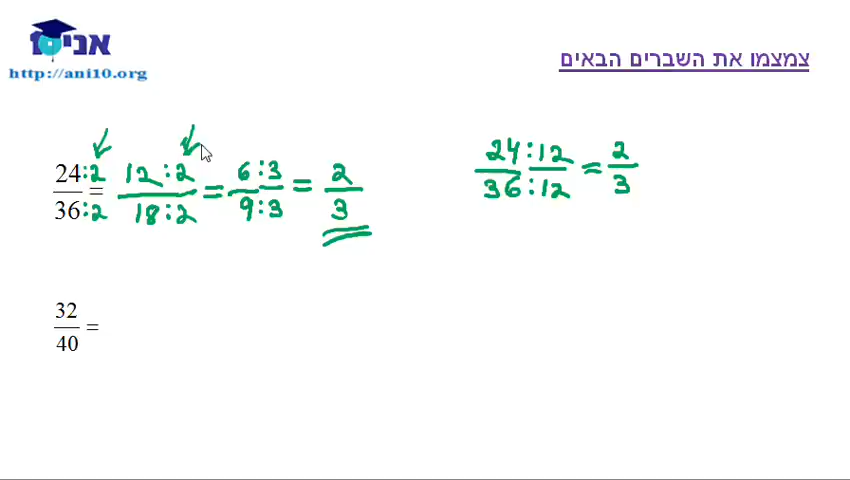 אני10
http://ani10.org
צמצמו את השברים הבאים
24:2/36:2 = 12:2/18:2 = 6:3/9:3 = 2/3
24:12/36:12 = 2/3
32/40 =